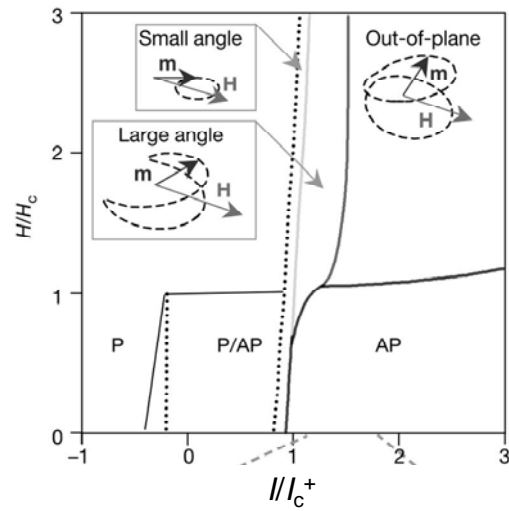 3
Small angle
m
H
Out-of-plane
m
H
Large angle
m
H
2
H/Hc
1
P
P/AP
AP
0
-1
0
1
2
3
I/Ic+